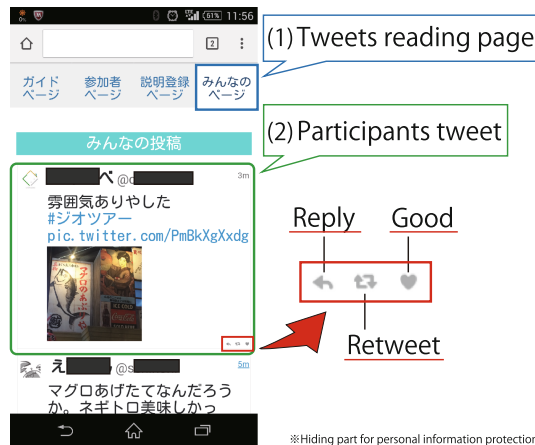 0%
61% 11:56
2
(1) Tweets reading page
ガイド
ページ
参加者
ページ
説明登録
ページ
みんなの
ページ
(2) Participants tweet
みんなの投稿
べ @c
3m
雰囲気ありやした
#ジオツアー
pic.twitter.com/PmBkXgXxdg
Reply
Good
Retweet
え @s
5m
マグロあげたてなんだろう
か。ネギトロ美味しかっ
※Hiding part for personal information protection